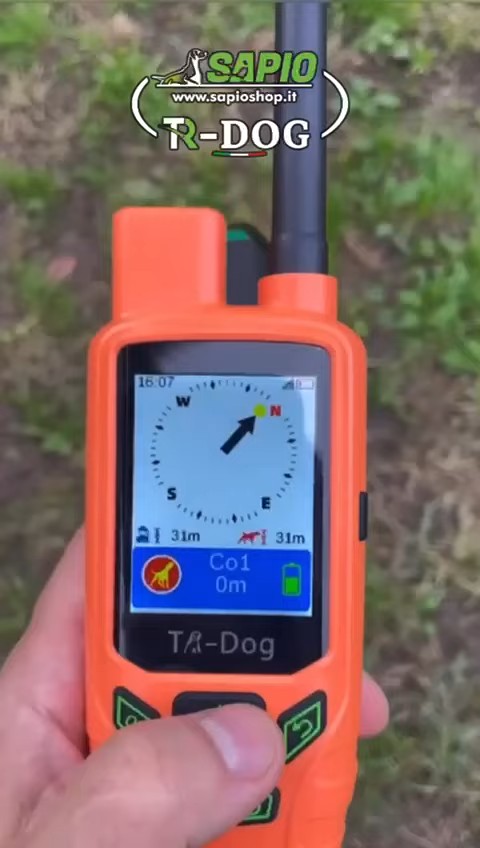 SAPIO
www.sapioshop.it
TR-DOG
16:07
W
N
S
E
31m
31m
Co1
0m
TR-Dog